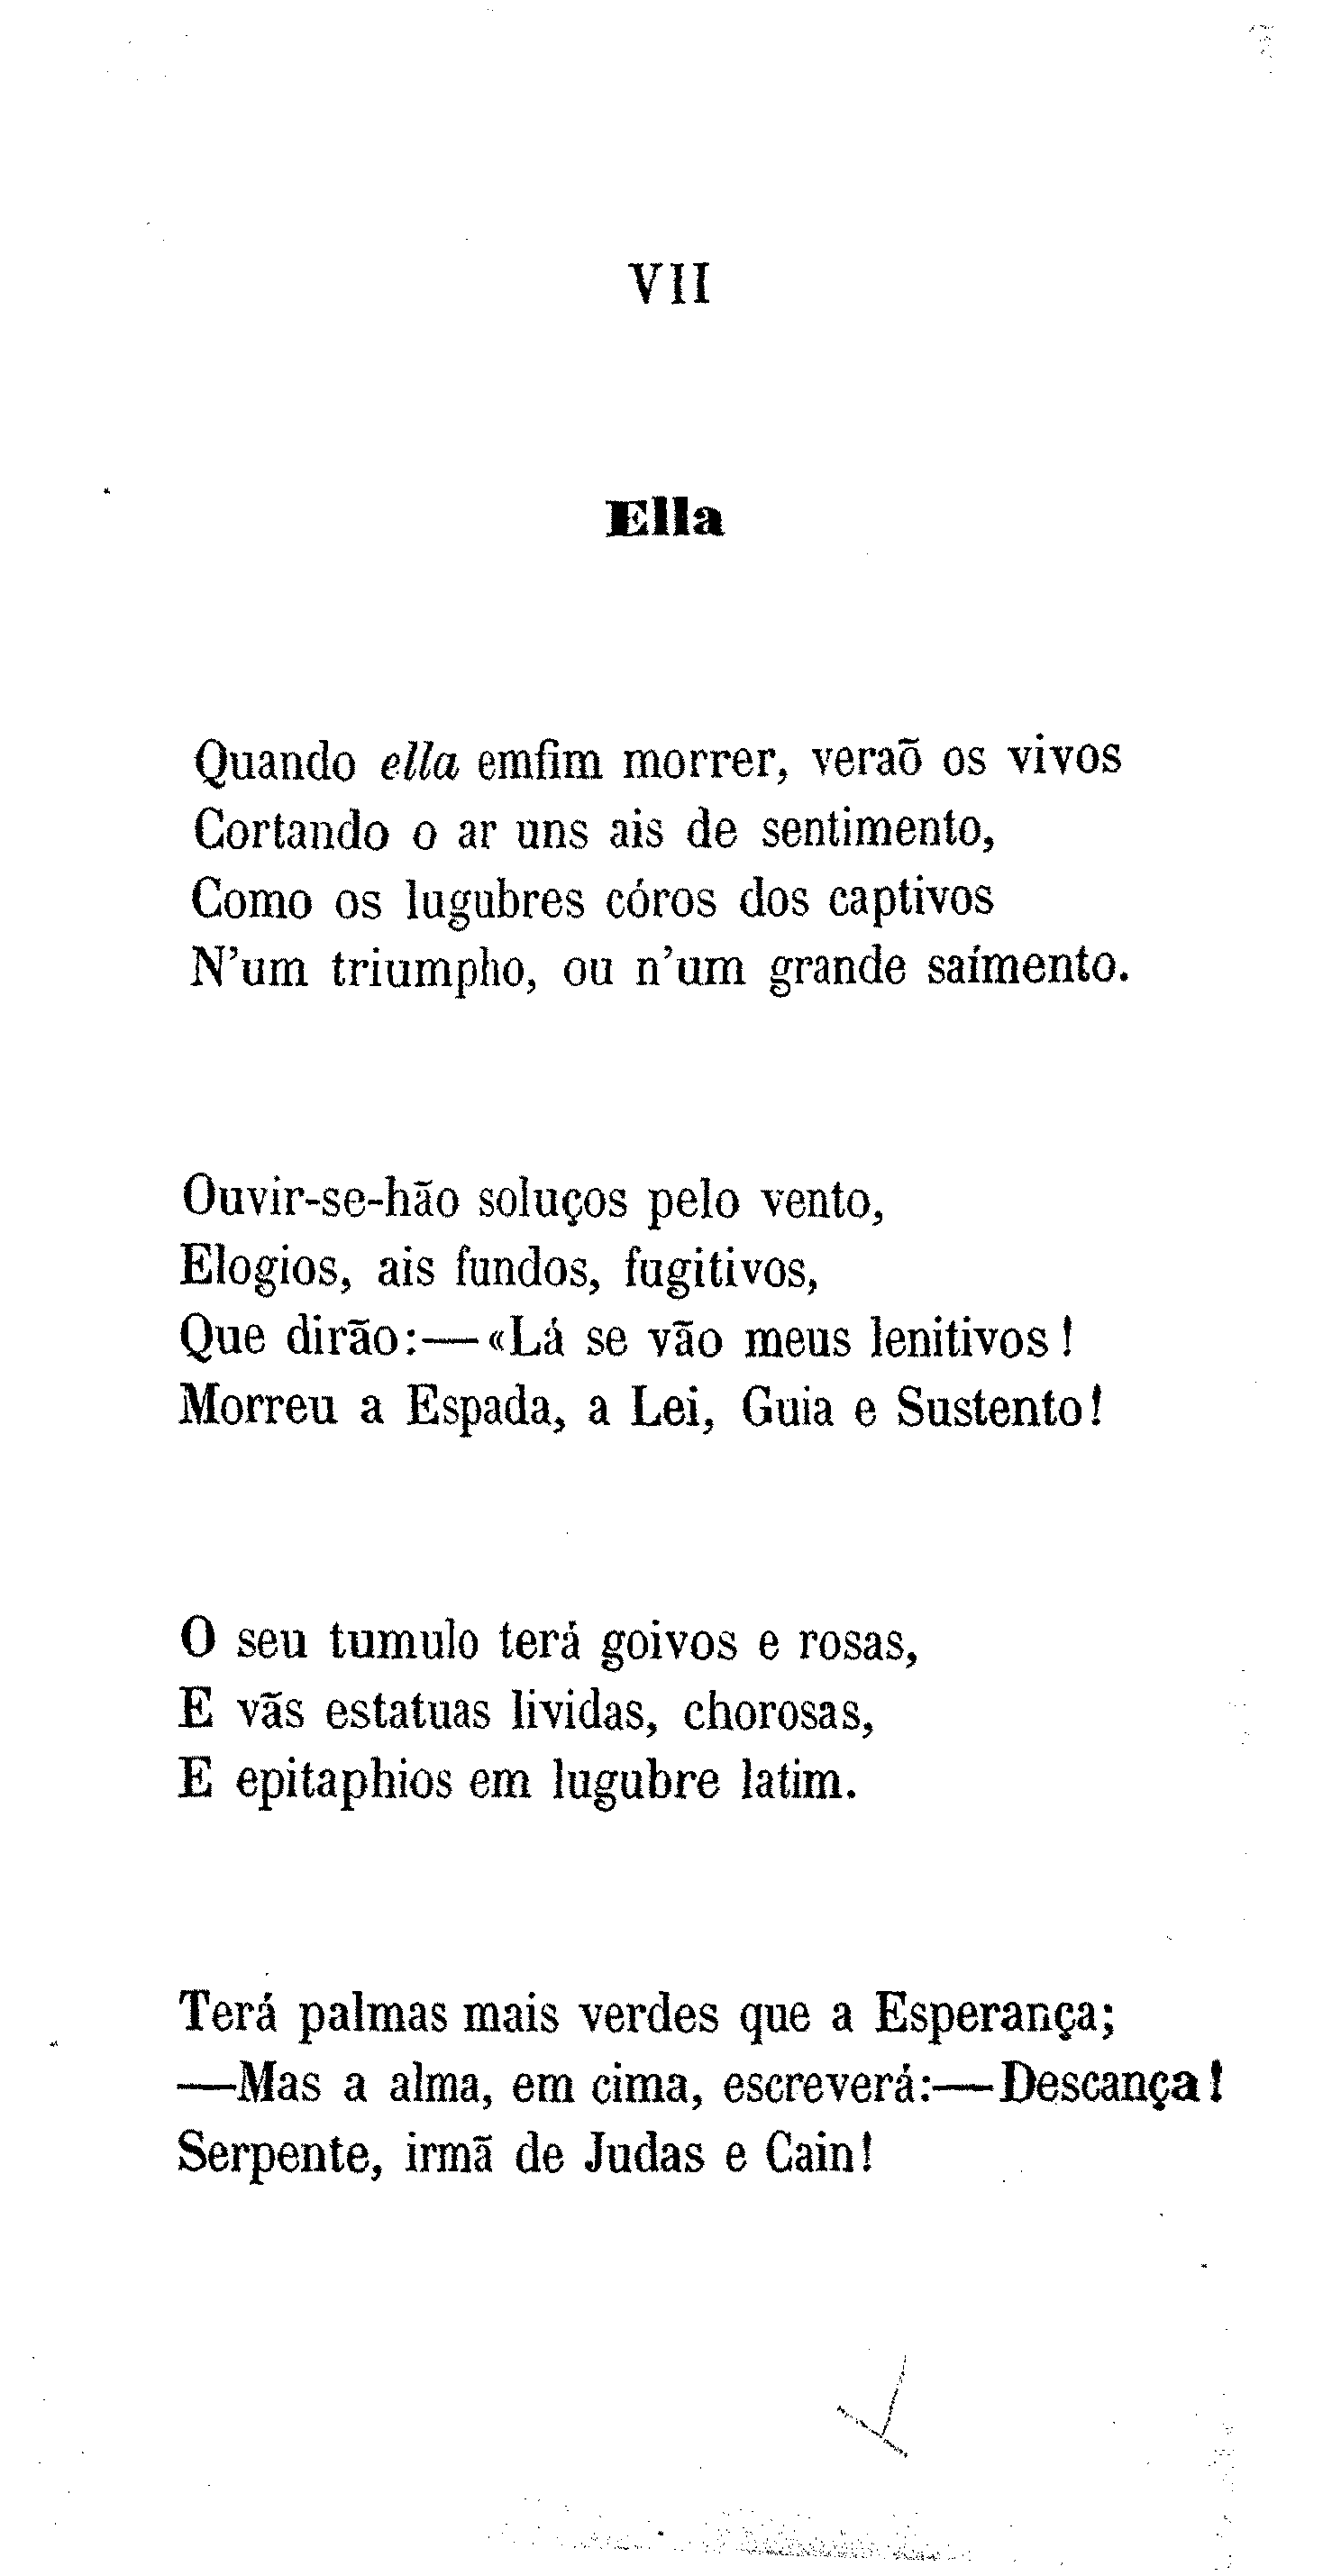 VII
Ella
Quando ella emfim morrer, veraõ os vivos
Cortando o ar uns ais de sentimento,
Como os lugubres córos dos captivos
N'um triumpho, ou n'um grande saímento.
Ouvir-se-hão soluços pelo vento,
Elogios, ais fundos, fugitivos,
Que dirão:—«Lá se vão meus lenitivos!
Morreu a Espada, a Lei, Guia e Sustento!
O seu tumulo terá goivos e rosas,
E vãs estatuas lividas, chorosas,
E epitaphios em lugubre latim.
Terá palmas mais verdes que a Esperança;
—Mas a alma, em cima, escreverá:—Descança!
Serpente, irmã de Judas e Cain!